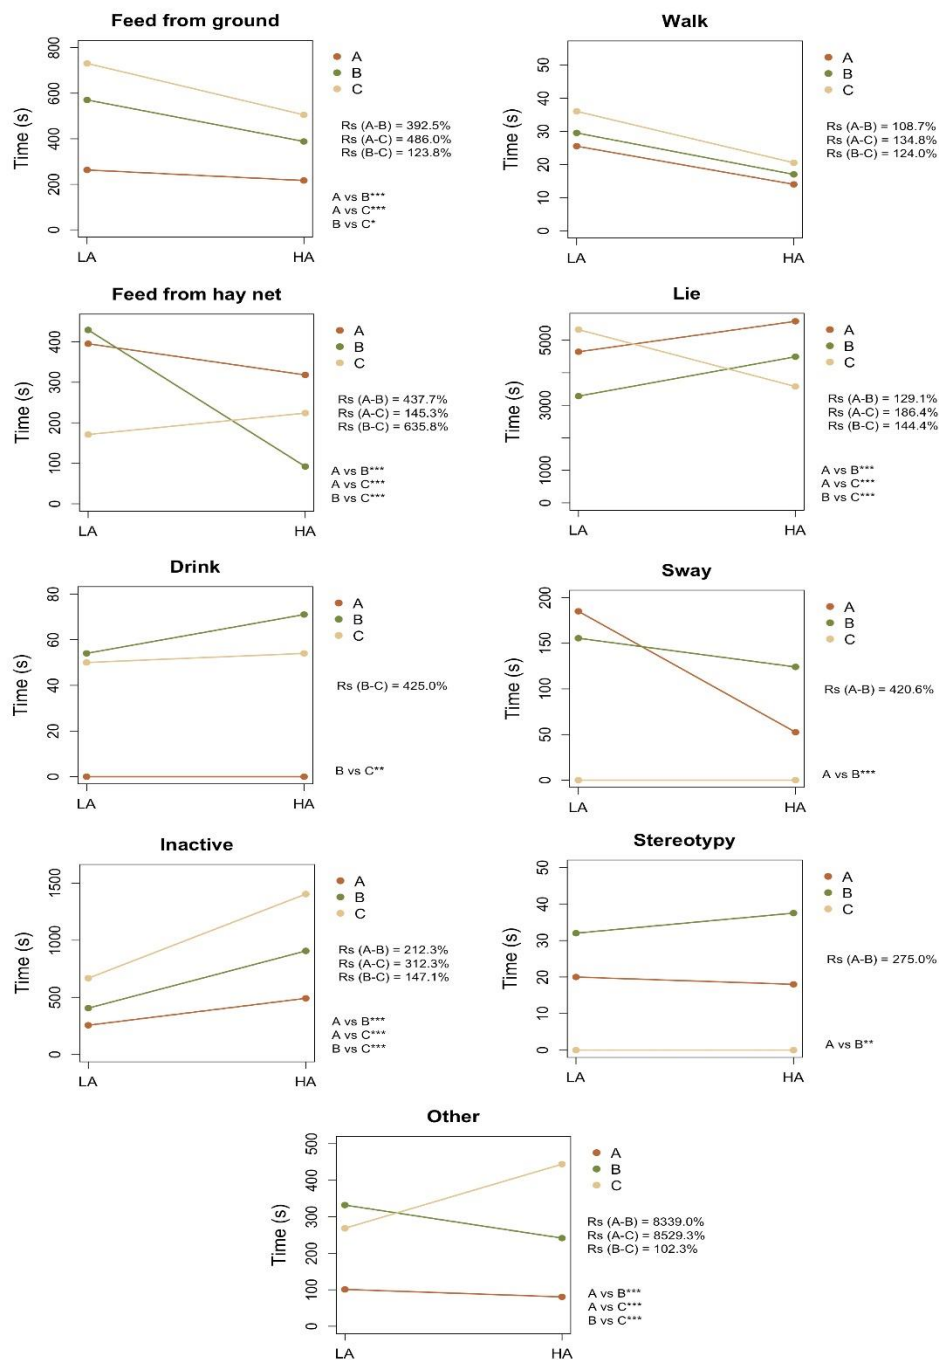 Feed from ground
Time (s)
800
600
400
200
0
LA HA
A
B
C
Rs (A-B) = 392.5%
Rs (A-C) = 486.0%
Rs (B-C) = 123.8%
A vs B***
A vs C***
B vs C*
Walk
Time (s)
50
40
30
20
10
0
LA HA
A
B
C
Rs (A-B) = 108.7%
Rs (A-C) = 134.8%
Rs (B-C) = 124.0%
Feed from hay net
Time (s)
400
300
200
100
0
LA HA
A
B
C
Rs (A-B) = 437.7%
Rs (A-C) = 145.3%
Rs (B-C) = 635.8%
A vs B***
A vs C***
B vs C***
Lie
Time (s)
5000
3000
1000
0
LA HA
A
B
C
Rs (A-B) = 129.1%
Rs (A-C) = 186.4%
Rs (B-C) = 144.4%
A vs B***
A vs C***
B vs C***
Drink
Time (s)
80
60
40
20
0
LA HA
A
B
C
Rs (B-C) = 425.0%
B vs C**
Sway
Time (s)
200
150
100
50
0
LA HA
A
B
C
Rs (A-B) = 420.6%
A vs B***
Inactive
Time (s)
1500
1000
500
0
LA HA
A
B
C
Rs (A-B) = 212.3%
Rs (A-C) = 312.3%
Rs (B-C) = 147.1%
A vs B***
A vs C***
B vs C***
Stereotypy
Time (s)
50
40
30
20
10
0
LA HA
A
B
C
Rs (A-B) = 275.0%
A vs B**
Other
Time (s)
500
400
300
200
100
0
LA HA
A
B
C
Rs (A-B) = 8339.0%
Rs (A-C) = 8529.3%
Rs (B-C) = 102.3%
A vs B***
A vs C***
B vs C***